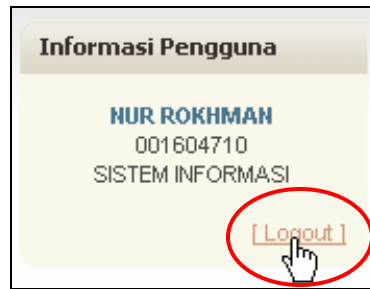 Informasi Pengguna
NUR ROKHMAN
001604710
SISTEM INFORMASI
[ Logout ]